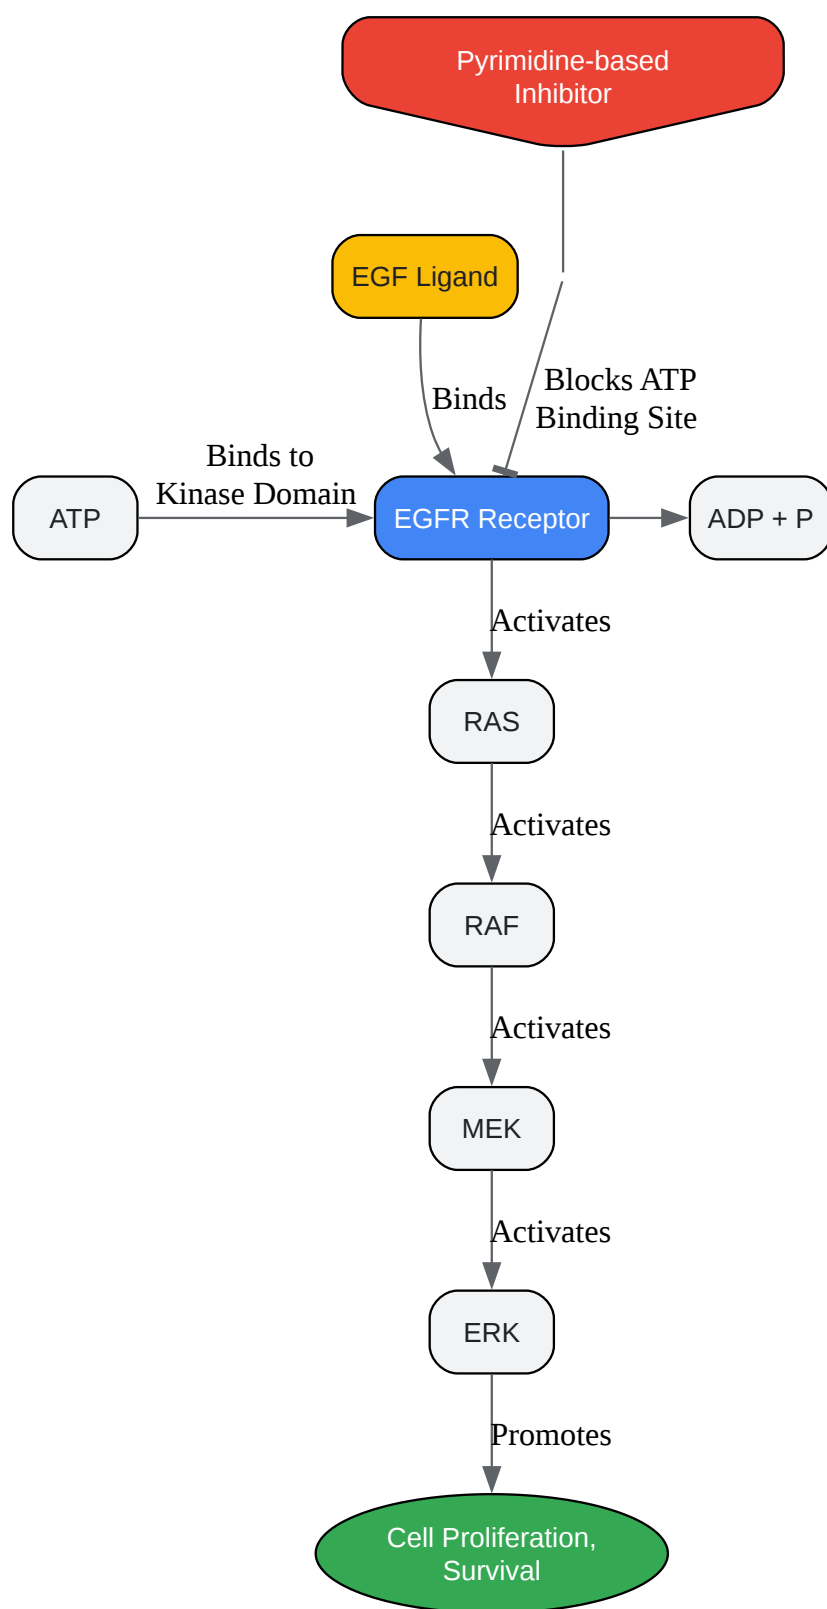 Pyrimidine-based
Inhibitor
EGF Ligand
Blocks ATP
Binding Site
Binds
Binds to
Kinase Domain
ATP
EGFR Receptor
ADP + P
Activates
RAS
Activates
RAF
Activates
MEK
Activates
ERK
Promotes
Cell Proliferation,
Survival